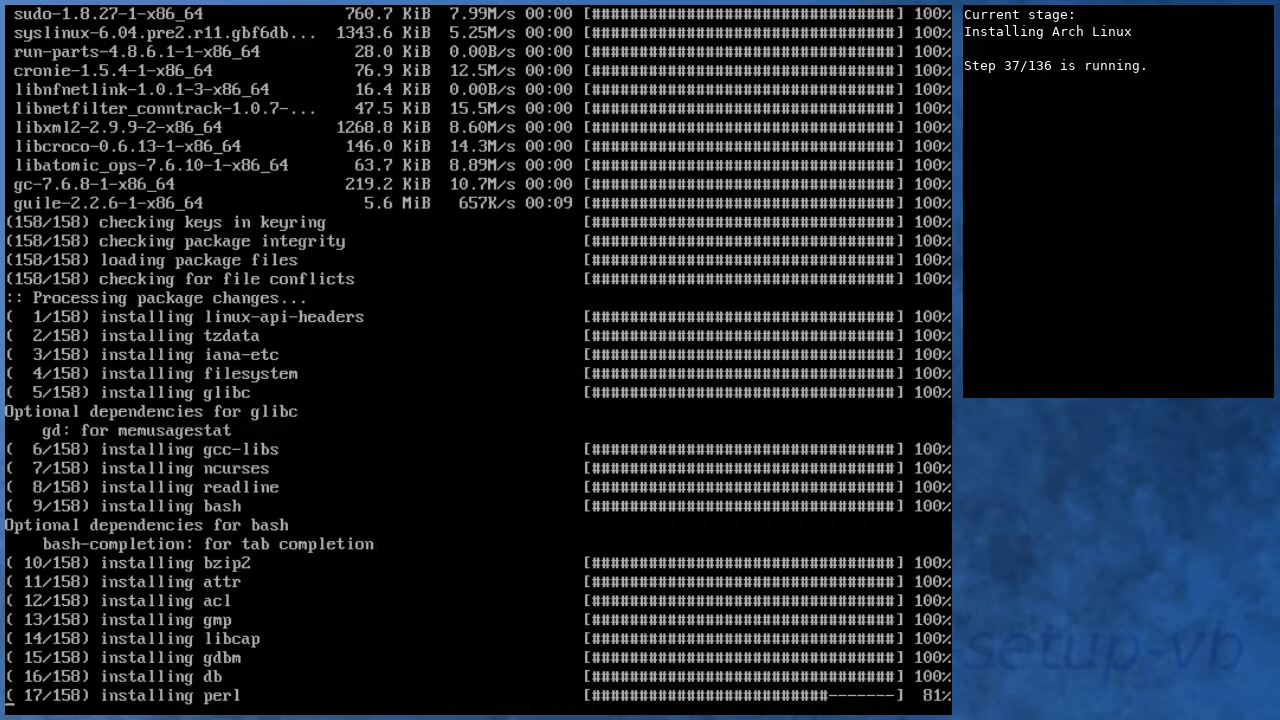 sudo-1.8.27-1-x86_64 760.7 KiB 7.99M/s 00:00 [################################] 100%
syslinux-6.04.pre2.r11.gbf6db... 1343.6 KiB 5.25M/s 00:00 [################################] 100%
run-parts-4.8.6.1-1-x86_64 28.0 KiB 0.00B/s 00:00 [################################] 100%
cronie-1.5.4-1-x86_64 76.9 KiB 12.5M/s 00:00 [################################] 100%
libnfnetlink-1.0.1-3-x86_64 16.4 KiB 0.00B/s 00:00 [################################] 100%
libnetfilter_conntrack-1.0.7-... 47.5 KiB 15.5M/s 00:00 [################################] 100%
libxml2-2.9.9-2-x86_64 1268.8 KiB 8.60M/s 00:00 [################################] 100%
libcroco-0.6.13-1-x86_64 146.0 KiB 14.3M/s 00:00 [################################] 100%
libatomic_ops-7.6.10-1-x86_64 63.7 KiB 8.89M/s 00:00 [################################] 100%
gc-7.6.8-1-x86_64 219.2 KiB 10.7M/s 00:00 [################################] 100%
guile-2.2.6-1-x86_64 5.6 MiB 657K/s 00:09 [################################] 100%
(158/158) checking keys in keyring [################################] 100%
(158/158) checking package integrity [################################] 100%
(158/158) loading package files [################################] 100%
(158/158) checking for file conflicts [################################] 100%
:: Processing package changes...
( 1/158) installing linux-api-headers [################################] 100%
( 2/158) installing tzdata [################################] 100%
( 3/158) installing iana-etc [################################] 100%
( 4/158) installing filesystem [################################] 100%
( 5/158) installing glibc [################################] 100%
Optional dependencies for glibc
gd: for memusagestat
( 6/158) installing gcc-libs [################################] 100%
( 7/158) installing ncurses [################################] 100%
( 8/158) installing readline [################################] 100%
( 9/158) installing bash [################################] 100%
Optional dependencies for bash
bash-completion: for tab completion
( 10/158) installing bzip2 [################################] 100%
( 11/158) installing attr [################################] 100%
( 12/158) installing acl [################################] 100%
( 13/158) installing gmp [################################] 100%
( 14/158) installing libcap [################################] 100%
( 15/158) installing gdbm [################################] 100%
( 16/158) installing db [################################] 100%
( 17/158) installing perl [#########################-------] 81%
Current stage:
Installing Arch Linux
Step 37/136 is running.
setup-vb